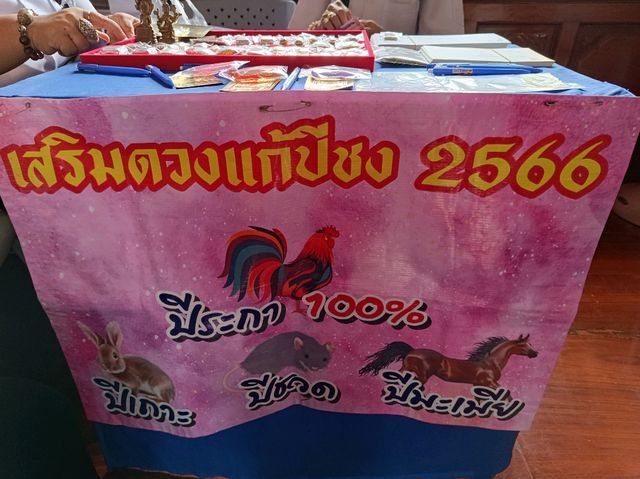 เสริมดวงแก้ปีชง 2566
ปีระกา 100%
ปีเถาะ ปีชวด ปีมะเมีย